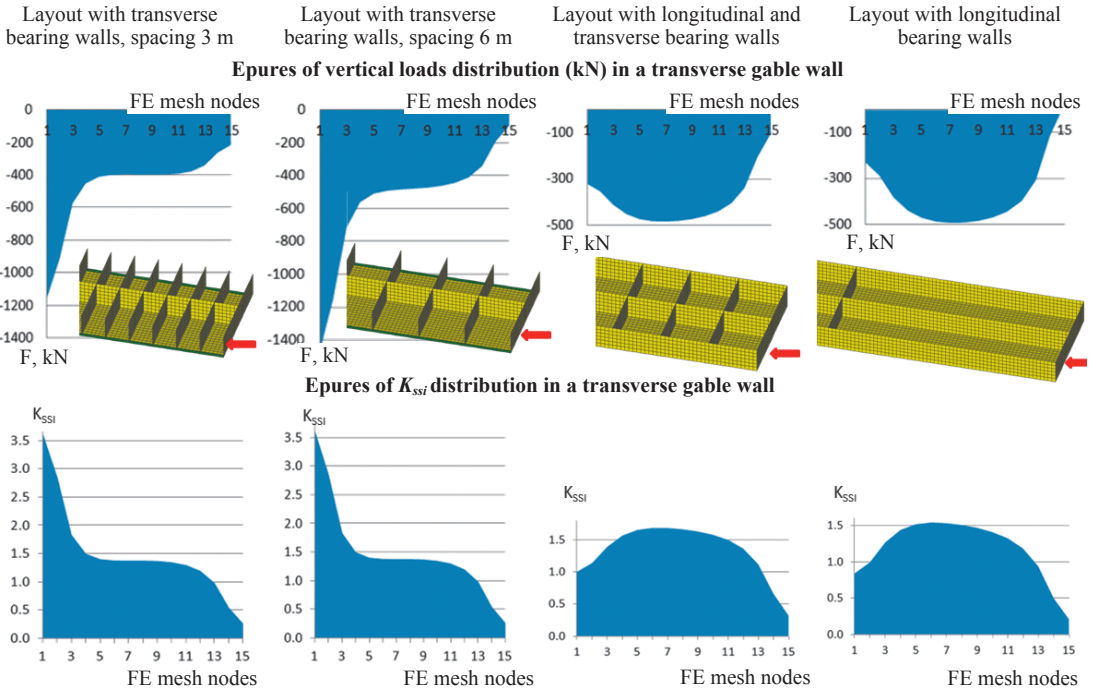 Layout with transverse
bearing walls, spacing 3 m
Layout with transverse
bearing walls, spacing 6 m
Layout with longitudinal and
transverse bearing walls
Layout with longitudinal
bearing walls
Epures of vertical loads distribution (kN) in a transverse gable wall
FE mesh nodes
0
1 3 5 7 9 11 13 15
-200
-400
-600
-800
-1000
-1200
-1400
F, kN
FE mesh nodes
0
1 3 5 7 9 11 13 15
-200
-400
-600
-800
-1000
-1200
-1400
F, kN
FE mesh nodes
-100
1 3 5 7 9 11 13 15
-300
-500
F, kN
FE mesh nodes
-100
1 3 5 7 9 11 13 15
-300
-500
F, kN
Epures of Kssi distribution in a transverse gable wall
KSSI
3.5
3.0
2.5
2.0
1.5
1.0
0.5
0.0
1 3 5 7 9 11 13 15
FE mesh nodes
KSSI
3.5
3.0
2.5
2.0
1.5
1.0
0.5
0.0
1 3 5 7 9 11 13 15
FE mesh nodes
KSSI
1.5
1.0
0.5
0.0
1 3 5 7 9 11 13 15
FE mesh nodes
KSSI
1.5
1.0
0.5
0.0
1 3 5 7 9 11 13 15
FE mesh nodes